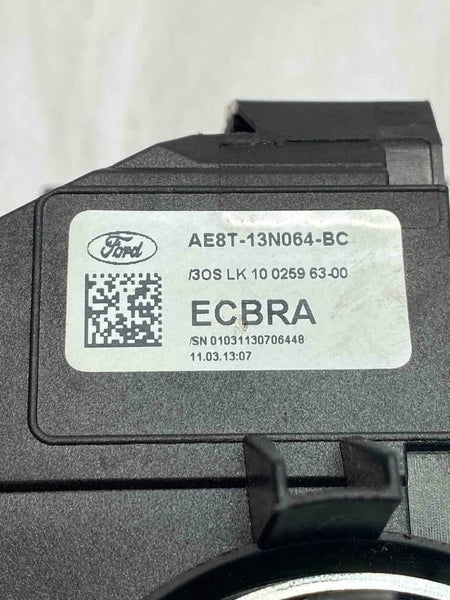 Ford
AE8T-13N064-BC
/3OS LK 10 0259 63-00
ECBRA
/SN 01031130706448
11.03.13:07